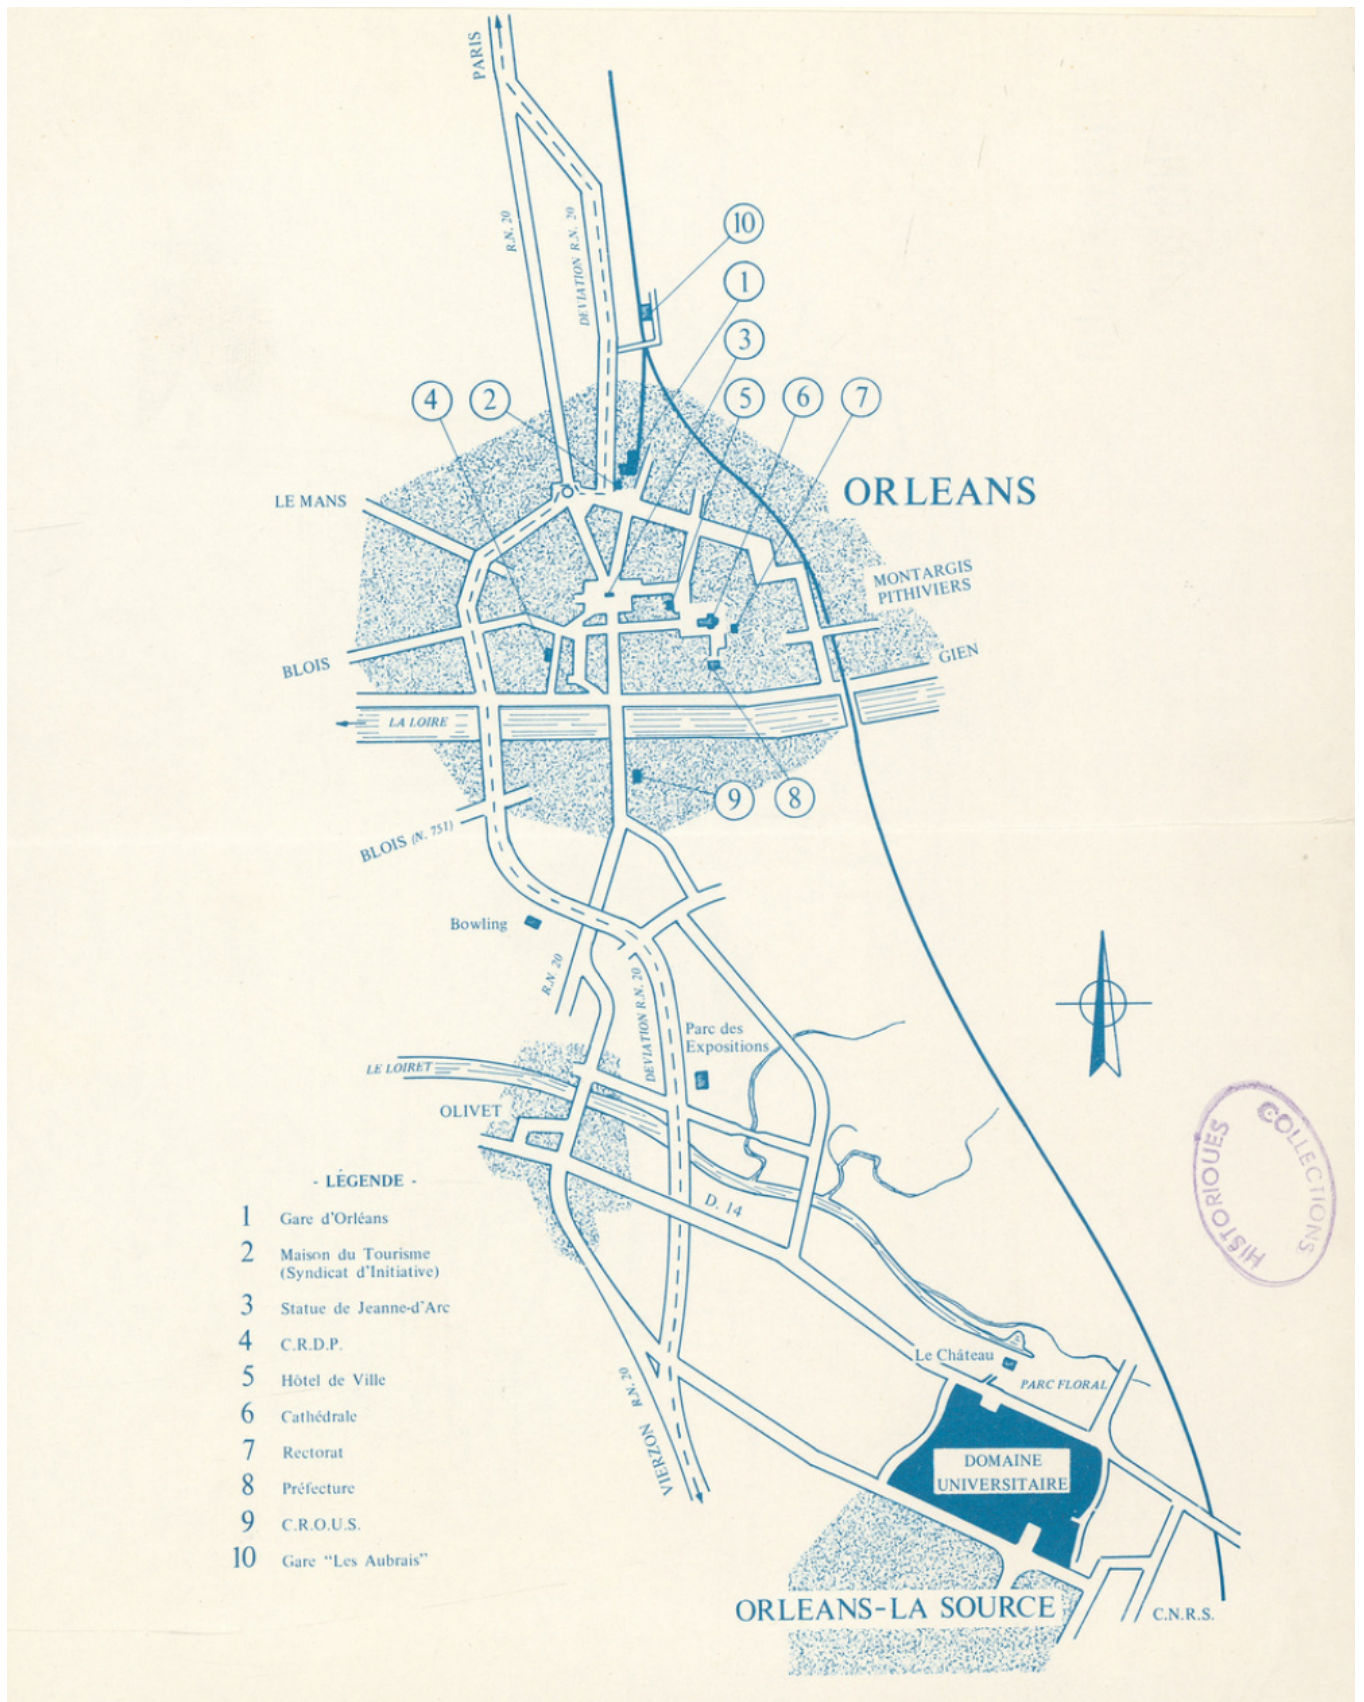 PARIS
R.N. 20
DEVIATION R.N. 20
10
1
3
4
2
5
6
7
LE MANS
ORLEANS
MONTARGIS
PITHIVIERS
BLOIS
GIEN
LA LOIRE
9
8
BLOIS (N. 751)
Bowling
R.N. 20
DEVIATION R.N. 20
Parc des
Expositions
LE LOIRET
OLIVET
D. 14
HISTORIQUES
COLLECTIONS
- LÉGENDE -
1 Gare d'Orléans
2 Maison du Tourisme
(Syndicat d'Initiative)
3 Statue de Jeanne-d'Arc
4 C.R.D.P.
5 Hôtel de Ville
6 Cathédrale
7 Rectorat
8 Préfecture
9 C.R.O.U.S.
10 Gare "Les Aubrais"
VIERZON R.N. 20
Le Château
PARC FLORAL
DOMAINE
UNIVERSITAIRE
ORLEANS-LA SOURCE
C.N.R.S.